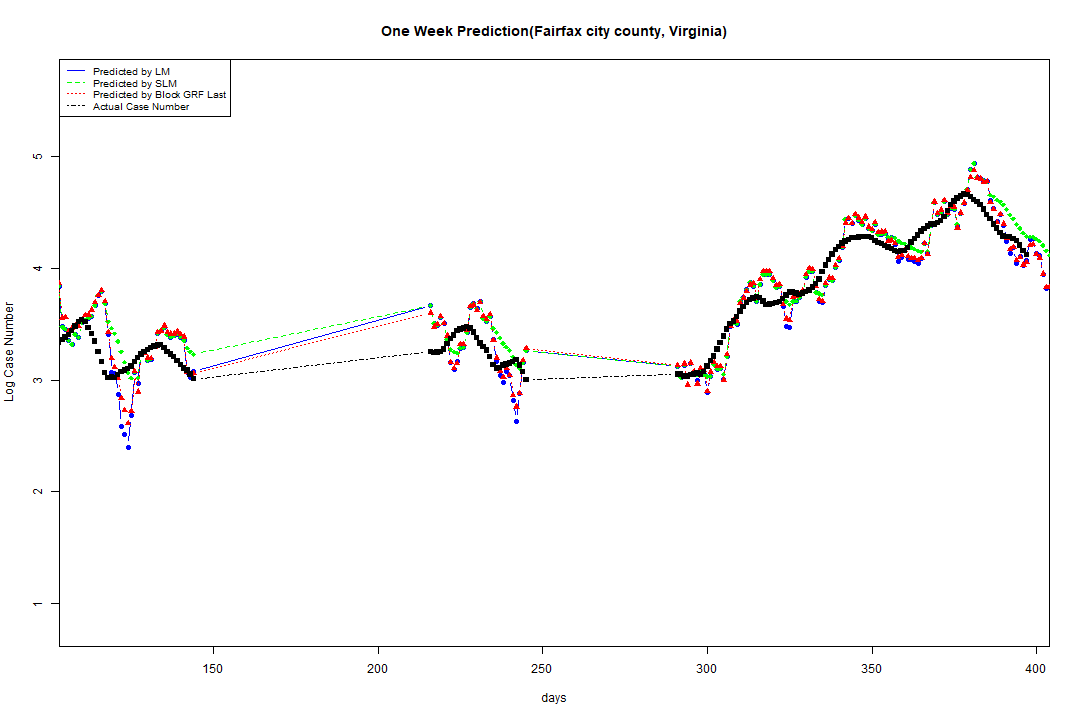 One Week Prediction(Fairfax city county, Virginia)
Predicted by LM
Predicted by SLM
Predicted by Block GRF Last
Actual Case Number
Log Case Number
5
4
3
2
1
150
200
250
300
350
400
days